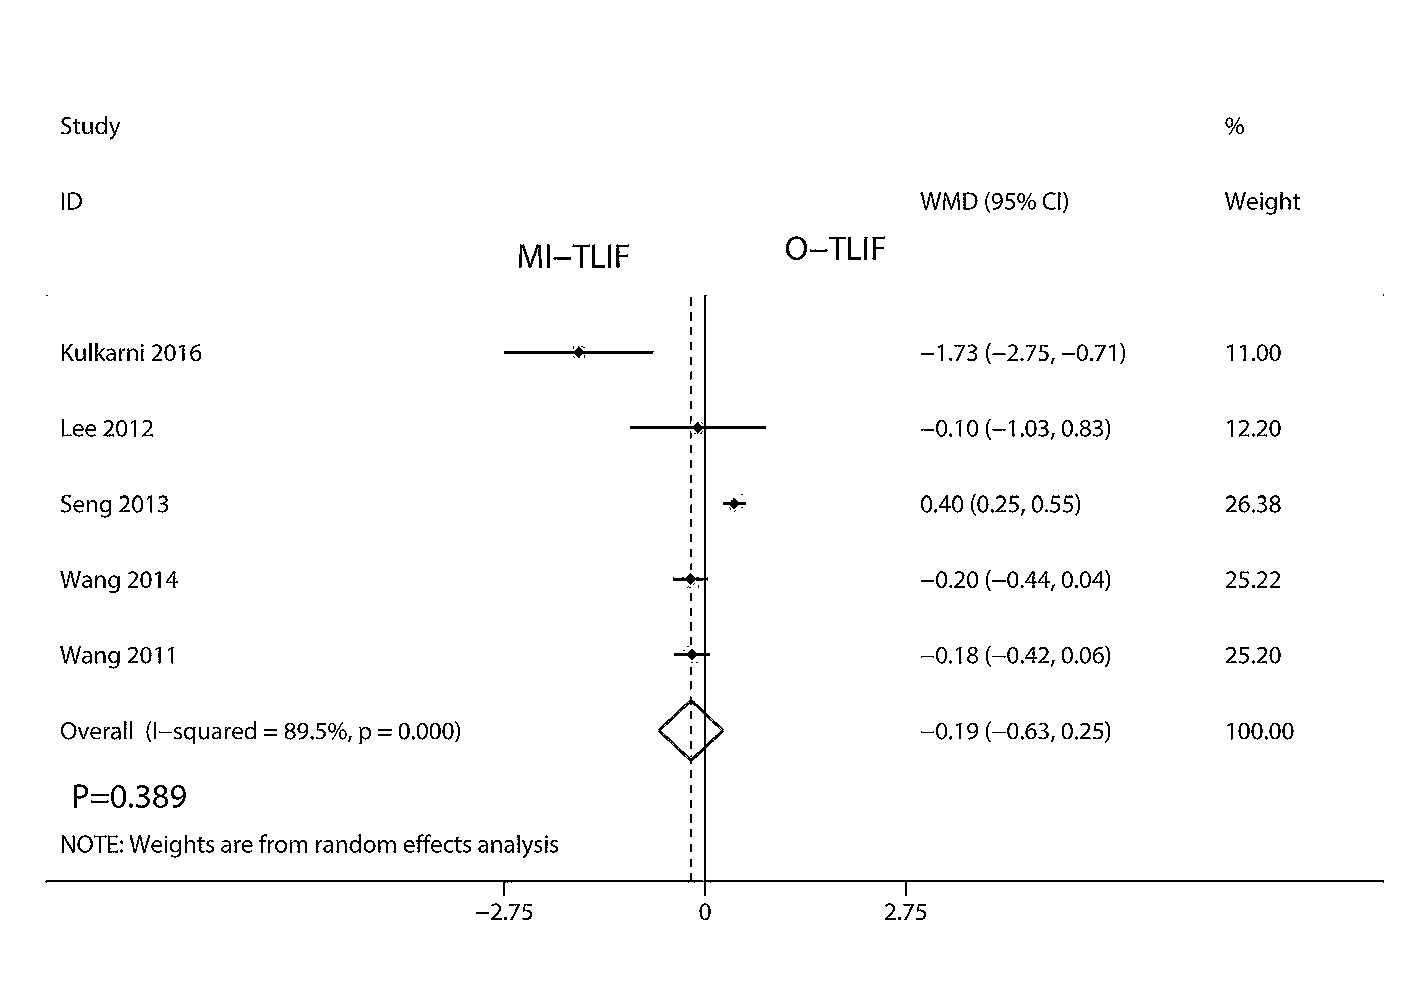 Study %
ID WMD (95% CI) Weight
MI−TLIF O−TLIF
Kulkarni 2016 −1.73 (−2.75, −0.71) 11.00
Lee 2012 −0.10 (−1.03, 0.83) 12.20
Seng 2013 0.40 (0.25, 0.55) 26.38
Wang 2014 −0.20 (−0.44, 0.04) 25.22
Wang 2011 −0.18 (−0.42, 0.06) 25.20
Overall (I−squared = 89.5%, p = 0.000) −0.19 (−0.63, 0.25) 100.00
P=0.389
NOTE: Weights are from random effects analysis
−2.75 0 2.75